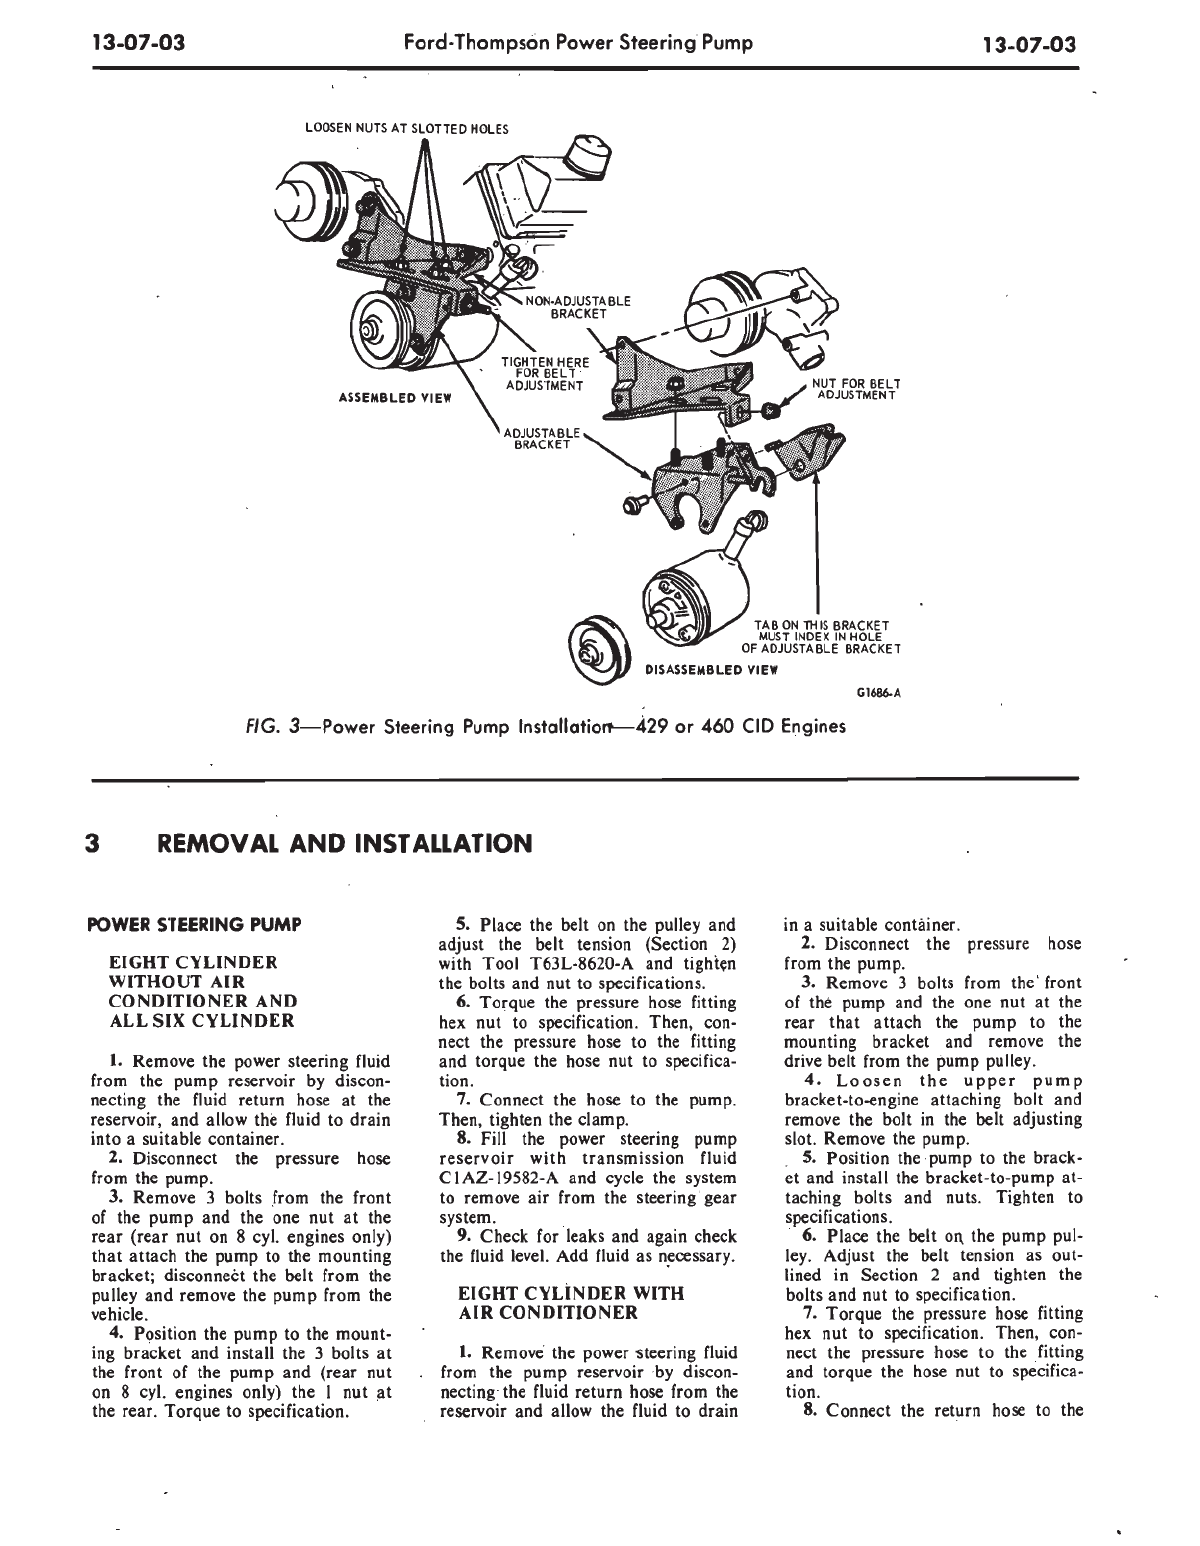 13-07-03 Ford-Thompson Power Steering Pump 13-07-03
LOOSEN NUTS AT SLOTTED HOLES
NON-ADJUSTABLE
BRACKET
TIGHTEN HERE
FOR BELT
ADJUSTMENT
NUT FOR BELT
ADJUSTMENT
ASSEMBLED VIEW
ADJUSTABLE
BRACKET
TAB ON THIS BRACKET
MUST INDEX IN HOLE
OF ADJUSTABLE BRACKET
DISASSEMBLED VIEW
G1686-A
FIG. 3—Power Steering Pump Installation—429 or 460 CID Engines
3 REMOVAL AND INSTALLATION
POWER STEERING PUMP
EIGHT CYLINDER
WITHOUT AIR
CONDITIONER AND
ALL SIX CYLINDER
1. Remove the power steering fluid
from the pump reservoir by discon-
necting the fluid return hose at the
reservoir, and allow the fluid to drain
into a suitable container.
2. Disconnect the pressure hose
from the pump.
3. Remove 3 bolts from the front
of the pump and the one nut at the
rear (rear nut on 8 cyl. engines only)
that attach the pump to the mounting
bracket; disconnect the belt from the
pulley and remove the pump from the
vehicle.
4. Position the pump to the mount-
ing bracket and install the 3 bolts at
the front of the pump and (rear nut
on 8 cyl. engines only) the 1 nut at
the rear. Torque to specification.
5. Place the belt on the pulley and
adjust the belt tension (Section 2)
with Tool T63L-8620-A and tighten
the bolts and nut to specifications.
6. Torque the pressure hose fitting
hex nut to specification. Then, con-
nect the pressure hose to the fitting
and torque the hose nut to specifica-
tion.
7. Connect the hose to the pump.
Then, tighten the clamp.
8. Fill the power steering pump
reservoir with transmission fluid
C1AZ-19582-A and cycle the system
to remove air from the steering gear
system.
9. Check for leaks and again check
the fluid level. Add fluid as necessary.
EIGHT CYLINDER WITH
AIR CONDITIONER
1. Remove the power steering fluid
from the pump reservoir by discon-
necting the fluid return hose from the
reservoir and allow the fluid to drain
in a suitable container.
2. Disconnect the pressure hose
from the pump.
3. Remove 3 bolts from the front
of the pump and the one nut at the
rear that attach the pump to the
mounting bracket and remove the
drive belt from the pump pulley.
4. Loosen the upper pump
bracket-to-engine attaching bolt and
remove the bolt in the belt adjusting
slot. Remove the pump.
5. Position the pump to the brack-
et and install the bracket-to-pump at-
taching bolts and nuts. Tighten to
specifications.
6. Place the belt on the pump pul-
ley. Adjust the belt tension as out-
lined in Section 2 and tighten the
bolts and nut to specification.
7. Torque the pressure hose fitting
hex nut to specification. Then, con-
nect the pressure hose to the fitting
and torque the hose nut to specifica-
tion.
8. Connect the return hose to the